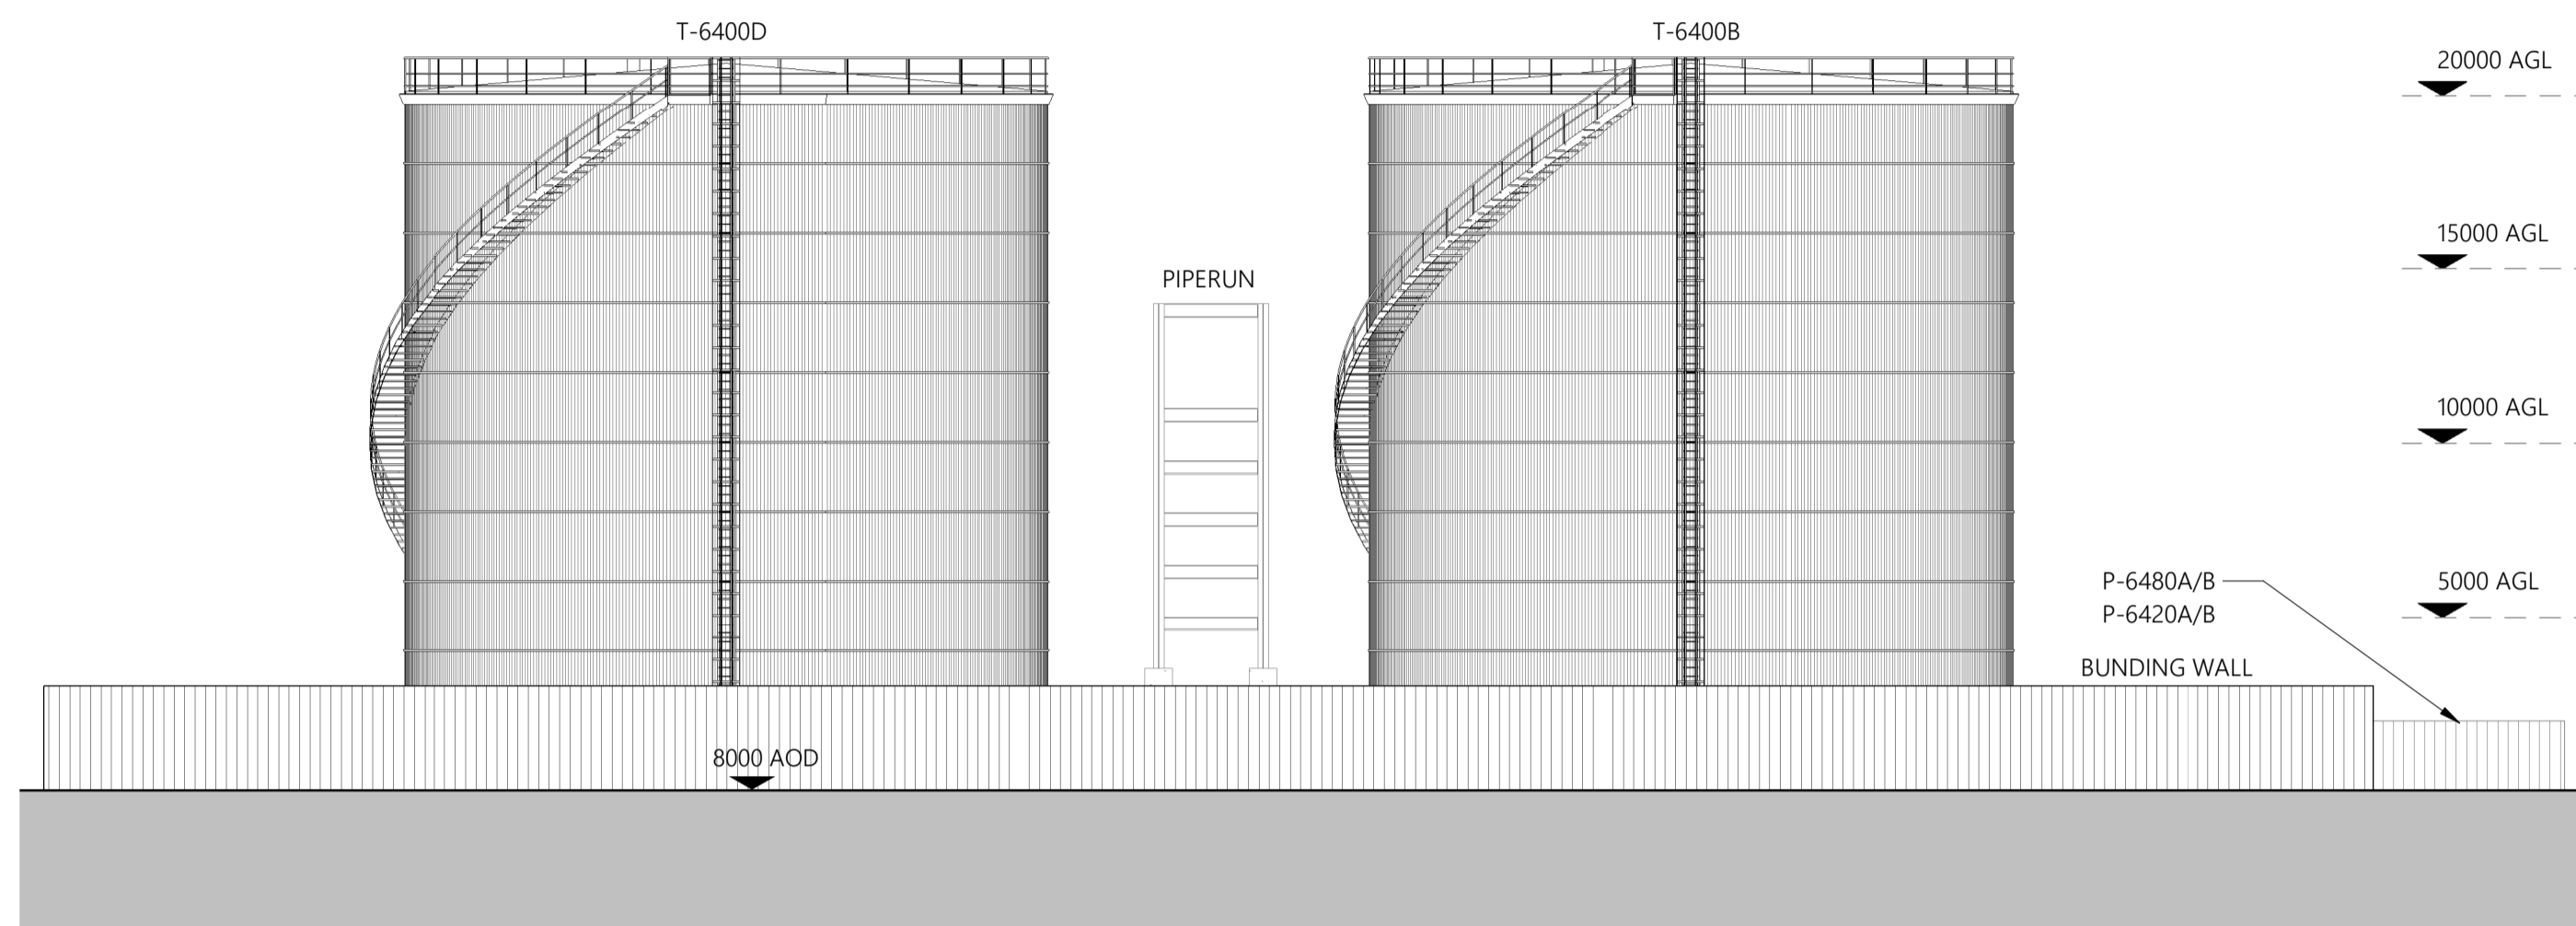 T-6400D
T-6400B
20000 AGL
15000 AGL
PIPERUN
10000 AGL
P-6480A/B
P-6420A/B
5000 AGL
BUNDING WALL
8000 AOD